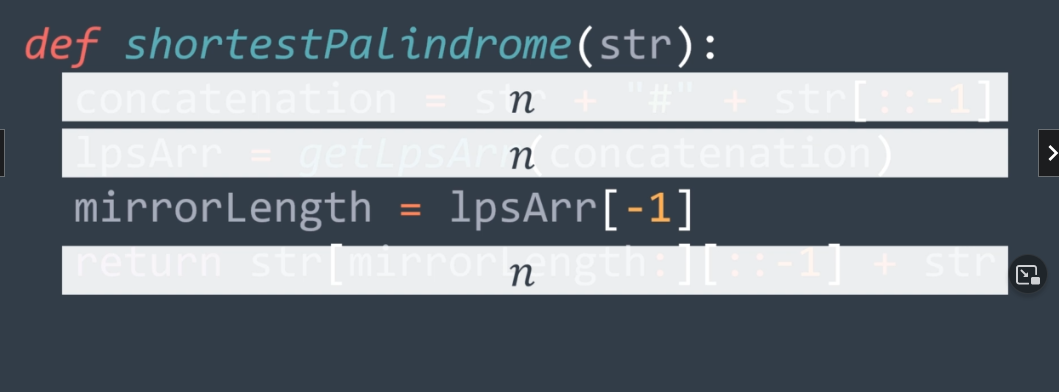 def shortestPalindrome(str):
concatenation = str + "#" + str[::-1]
n
lpsArr = getLpsArr(concatenation)
n
mirrorLength = lpsArr[-1]
return str[mirrorLength:][::-1] + str
n